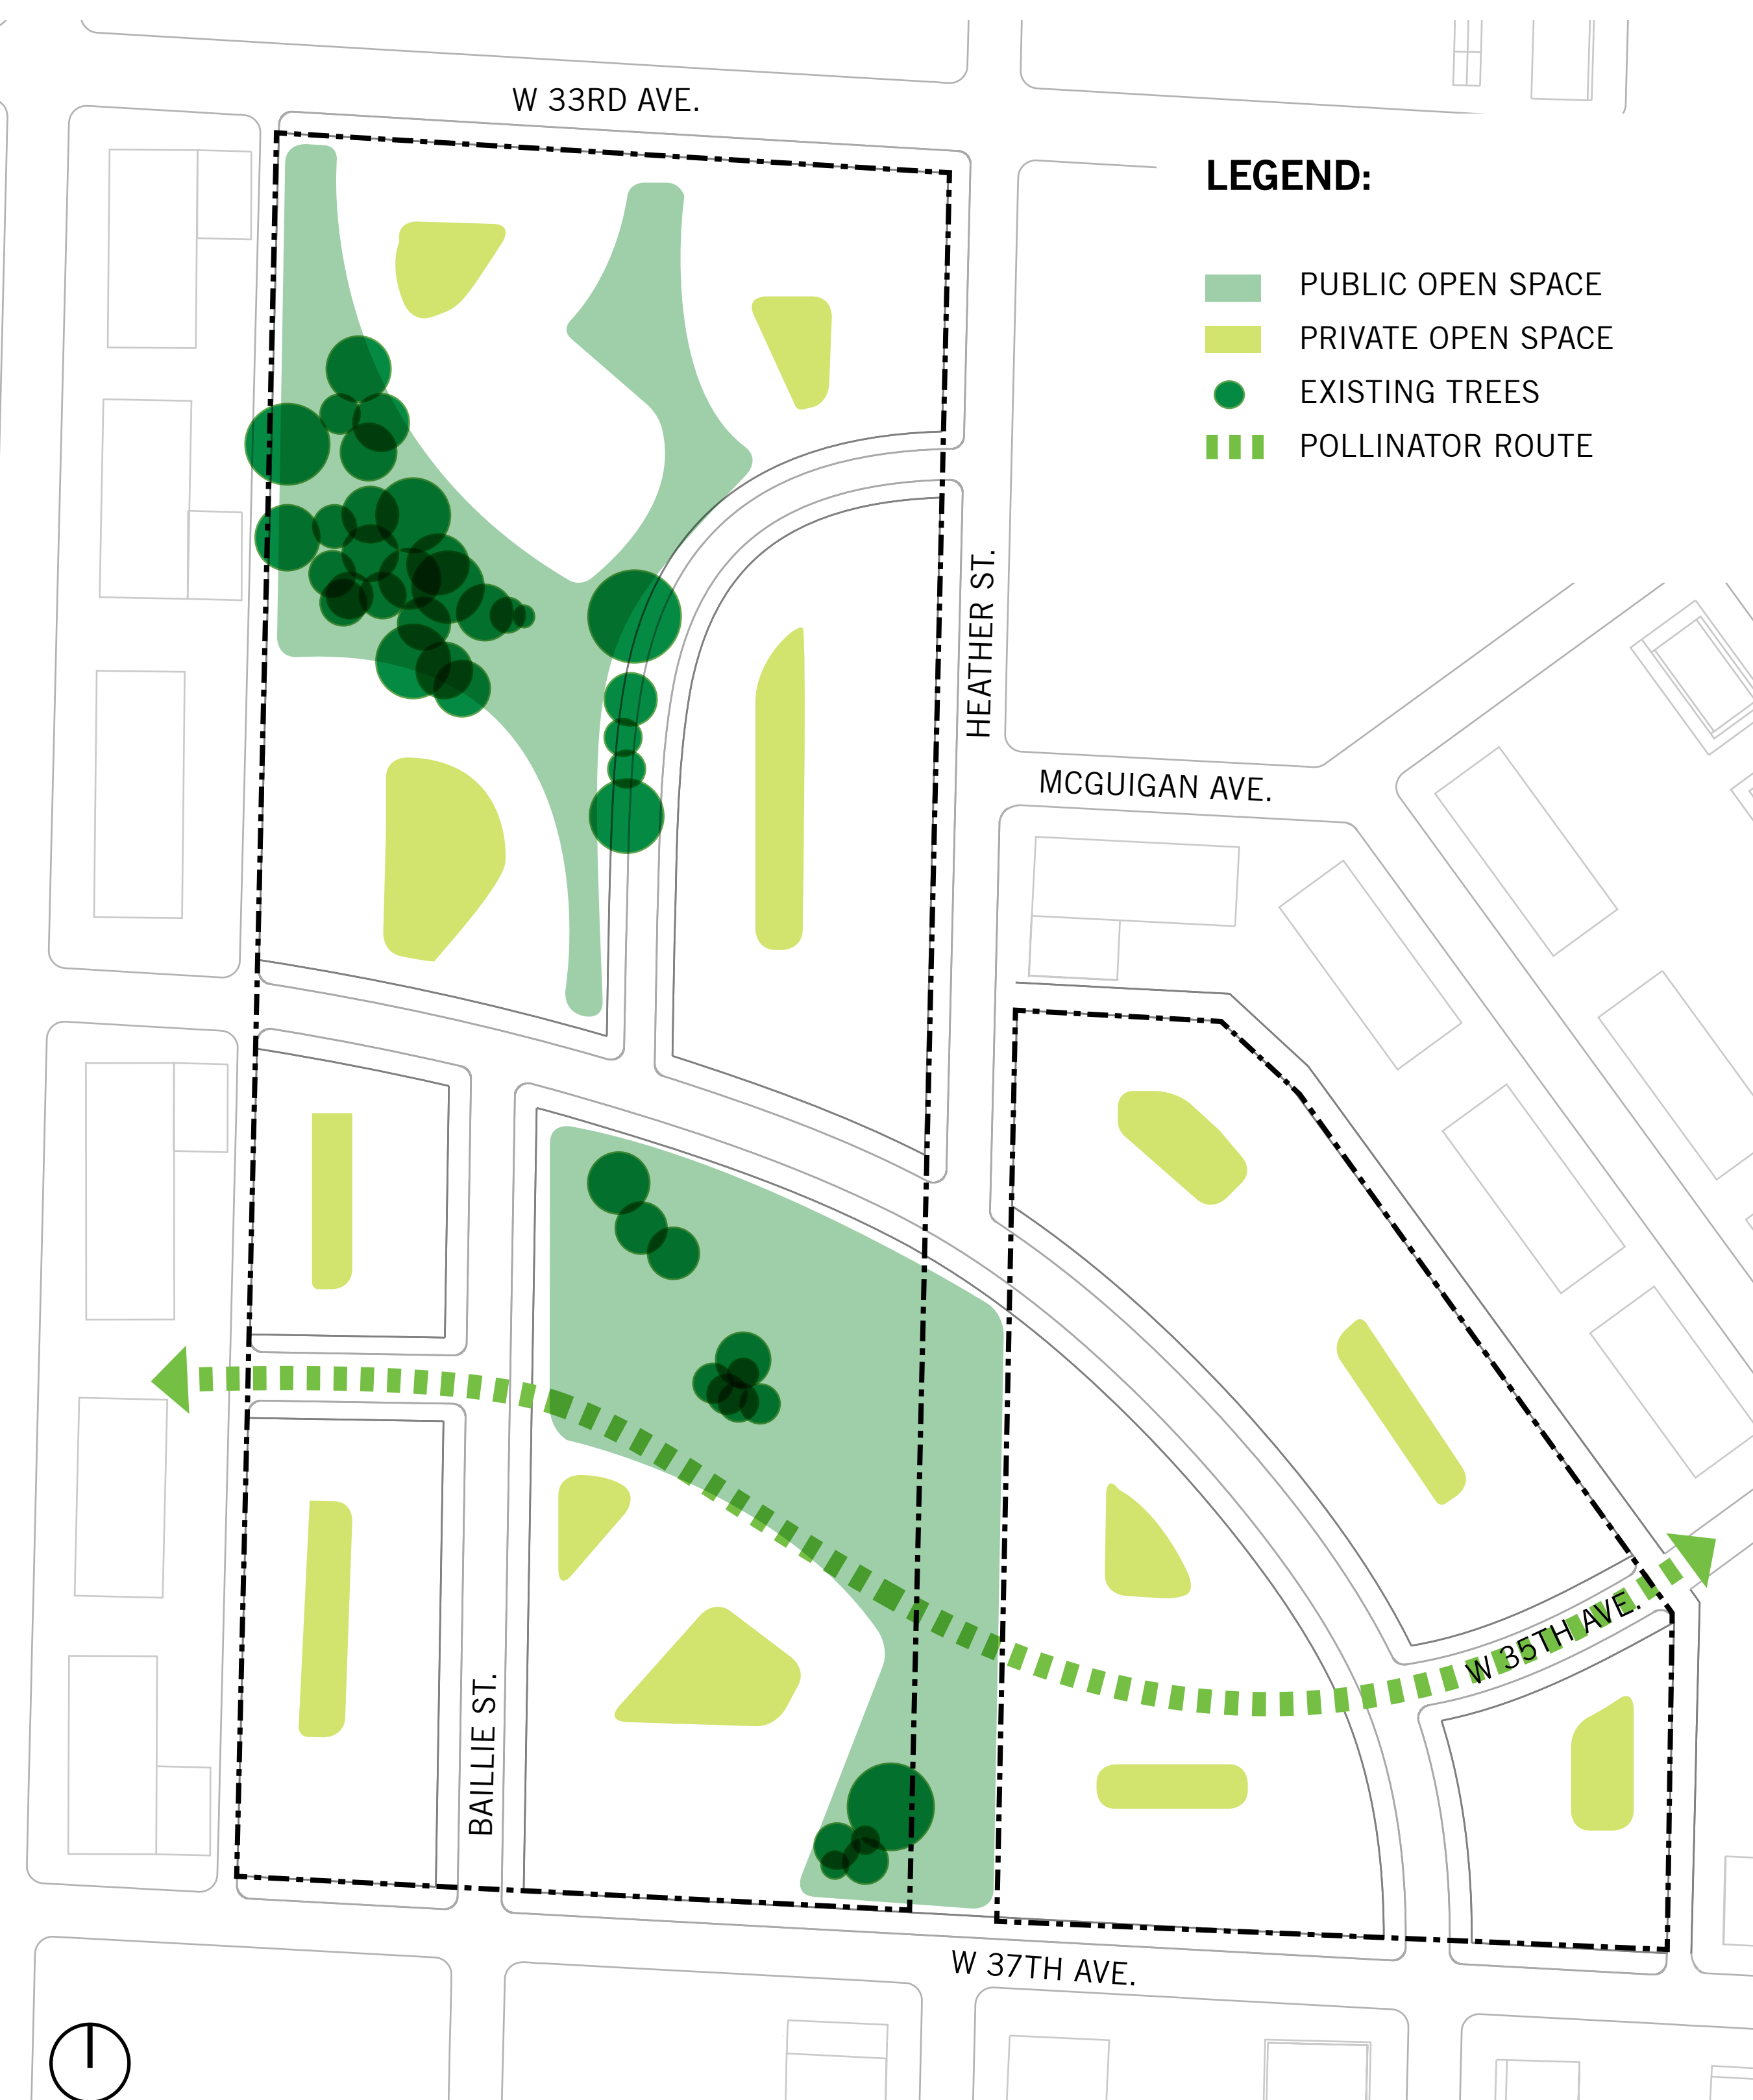 W 33RD AVE.
LEGEND:
PUBLIC OPEN SPACE
PRIVATE OPEN SPACE
EXISTING TREES
POLLINATOR ROUTE
HEATHER ST.
MCGUIGAN AVE.
W 35TH AVE.
BAILLIE ST.
W 37TH AVE.